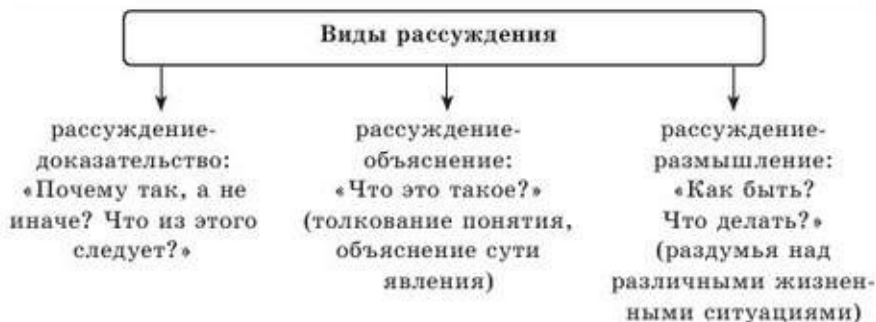 Виды рассуждения
рассуждение-
доказательство:
«Почему так, а не
иначе? Что из этого
следует?»
рассуждение-
объяснение:
«Что это такое?»
(толкование понятия,
объяснение сути
явления)
рассуждение-
размышление:
«Как быть?
Что делать?»
(раздумья над
различными жизнен-
ными ситуациями)